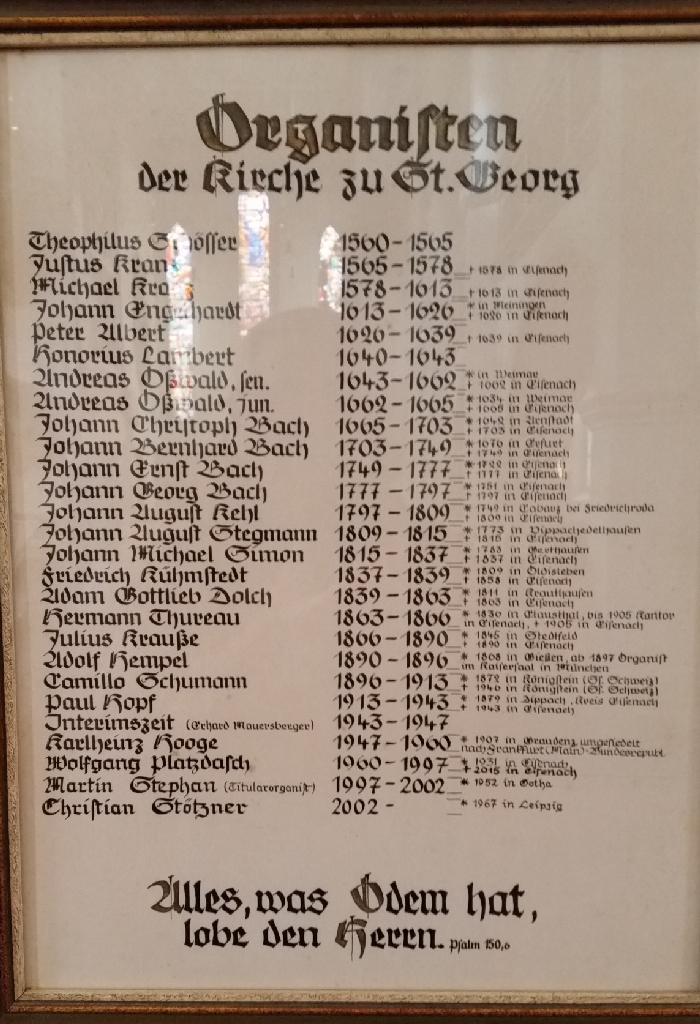 Organisten
der Kirche zu St. Georg
Theophilus 1560-1565
Justus 1565-1578 † 1578 in Eisenach
Michael 1578-1613 † 1613 in Eisenach
Johann 1613-1626 * in Meiningen † 1626 in Eisenach
Peter Albert 1626-1639 † 1639 in Eisenach
Honorius Lambert 1640-1643
Andreas Oßwald, sen. 1643-1662 * in Weimar † 1662 in Eisenach
Andreas Oßwald, jun. 1662-1665 * 1634 in Weimar † 1665 in Eisenach
Johann Christoph Bach 1665-1703 * 1642 in Arnstadt † 1703 in Eisenach
Johann Bernhard Bach 1703-1749 * 1676 in Erfurt † 1749 in Eisenach
Johann Ernst Bach 1749-1777 * 1722 in Eisenach † 1777 in Eisenach
Johann Georg Bach 1777-1797 * 1751 in Eisenach † 1797 in Eisenach
Johann August Kehl 1797-1809 * 1749 in Cabarz bei Friedrichroda † 1809 in Eisenach
Johann August Stegmann 1809-1815 * 1773 in Dippachedelhausen † 1815 in Eisenach
Johann Michael Simon 1815-1837 * 1783 in † 1837 in Eisenach
Friedrich Kühmstedt 1837-1839 * 1809 in Oldisleben † 1858 in Eisenach
Adam Gottlieb Dolch 1839-1863 * 1811 in Krauthausen † 1863 in Eisenach
Hermann Thureau 1863-1866 * 1836 in Clausthal, bis 1905 Kantor in Eisenach, † 1905 in Eisenach
Julius Krauße 1866-1890 * 1845 in Stedtfeld † 1890 in Eisenach
Adolf Hempel 1890-1896 * 1868 in Gießen, ab 1897 Organist im Kaisersaal in München
Camillo Schumann 1896-1913 * 1872 in Königstein (Sf. Schweiz) † 1946 in Königstein (Sf. Schweiz)
Paul Hopf 1913-1943 * 1879 in Dippach, Kreis Eisenach † 1943 in Eisenach
Interimszeit (Erhard Mauersberger) 1943-1947
Karlheinz Hooge 1947-1960 * 1907 in Graudenz umgesiedelt nach Frankfurt (Main)-Bundesrepubl.
Wolfgang Platzdasch 1960-1997 * 1931 in Eisenach † 2015 in Eisenach
Martin Stephan (Titularorganist) 1997-2002 * 1952 in Gotha
Christian Stötzner 2002- * 1967 in Leipzig
Alles, was Odem hat,
lobe den Herrn. Psalm 150,6